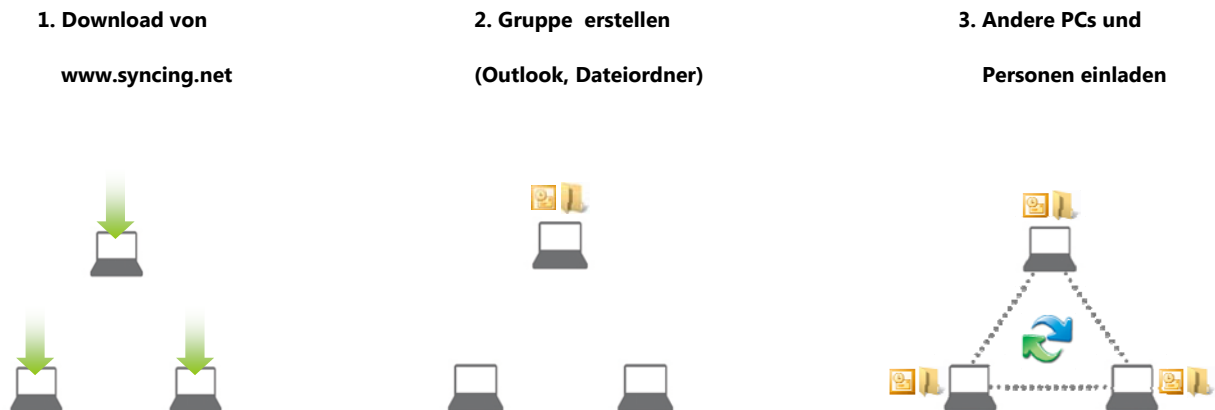 1. Download von
www.syncing.net
2. Gruppe erstellen
(Outlook, Dateiordner)
3. Andere PCs und
Personen einladen